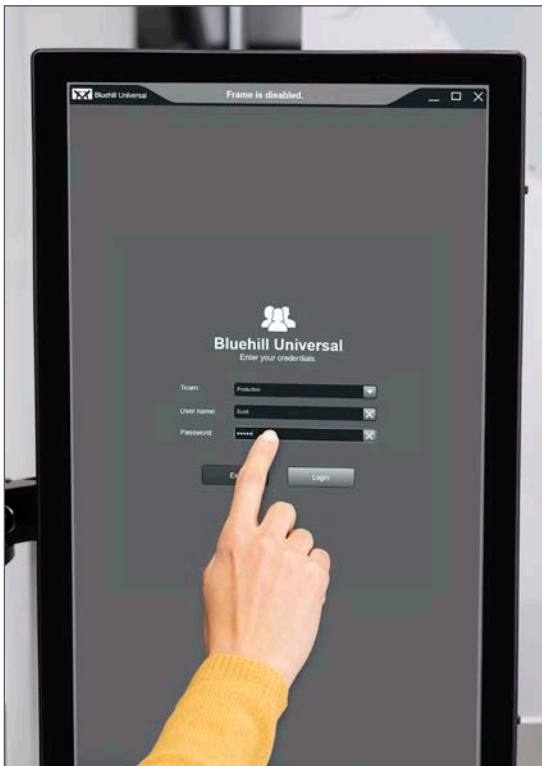 Bluehill Universal
Frame is disabled.
Bluehill Universal
Enter your credentials.
Team:
Production
User name:
Scott
Password:
Login